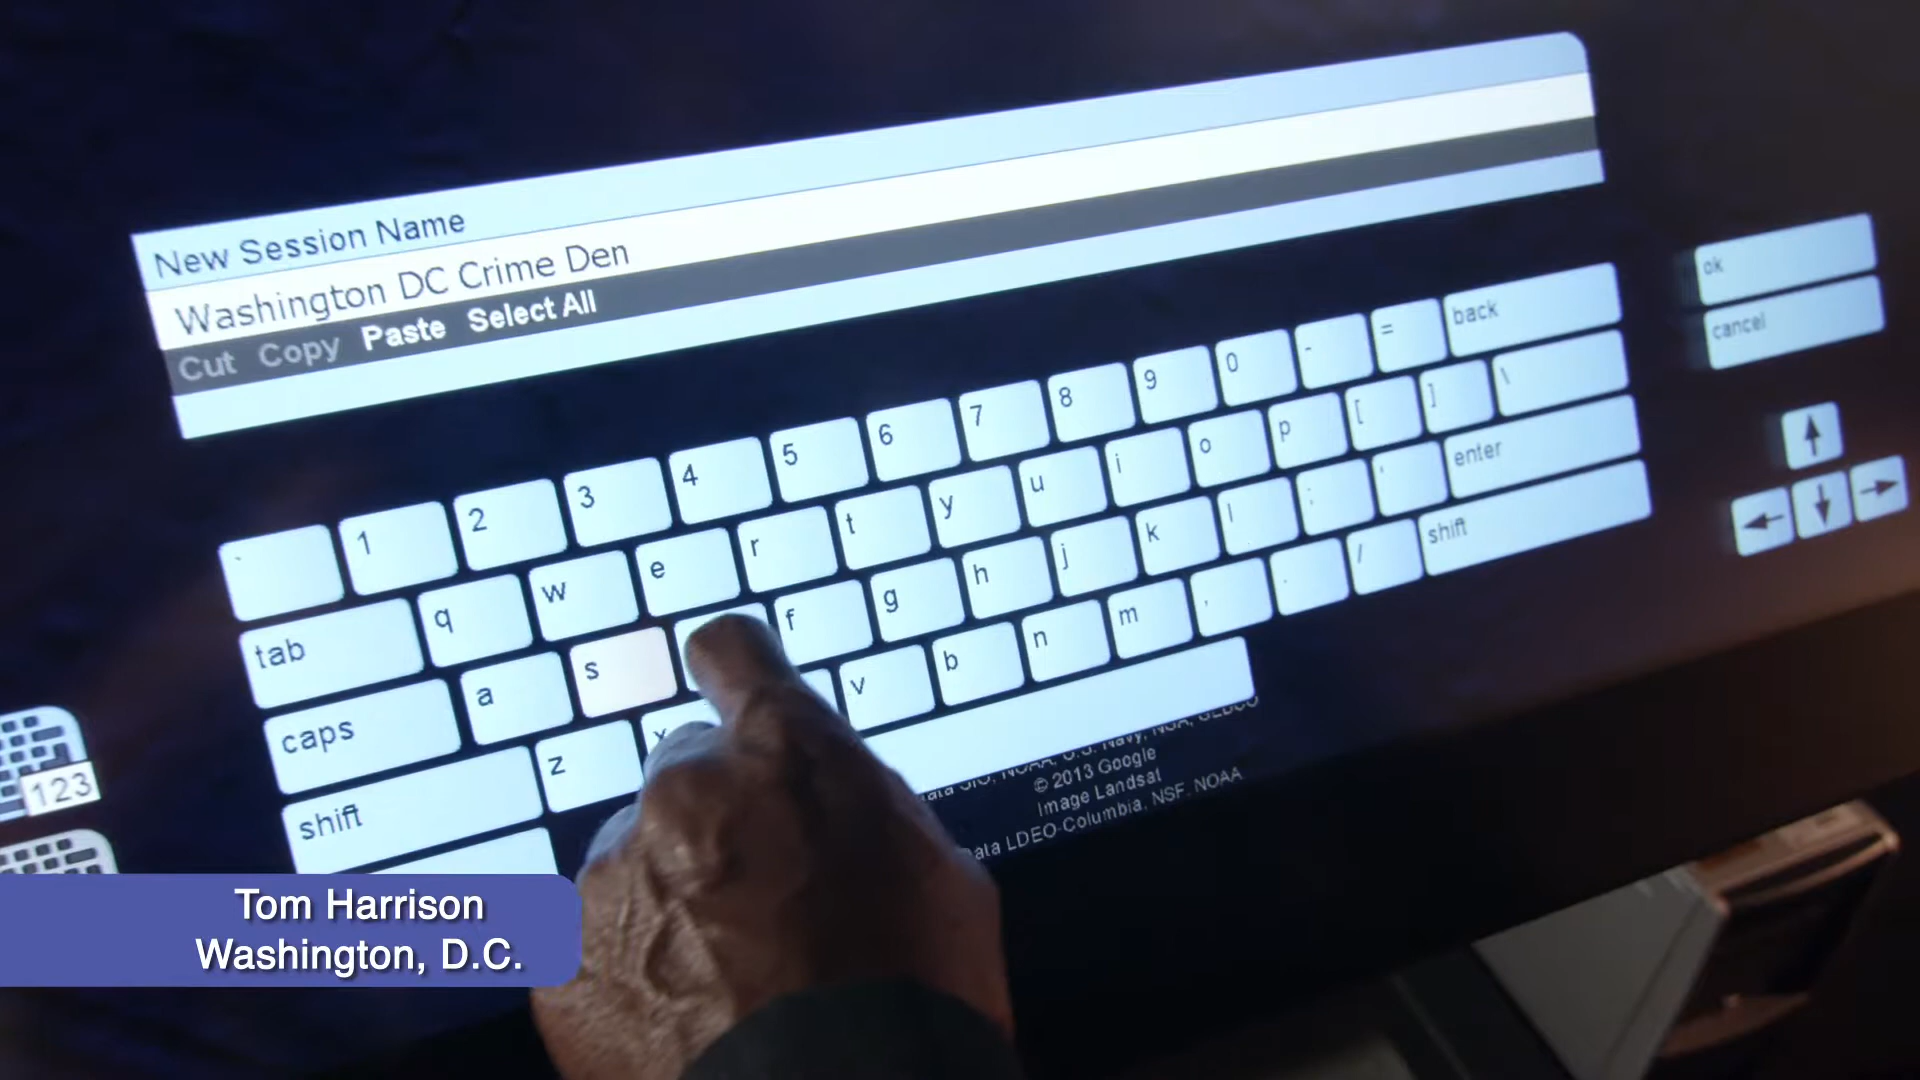 New Session Name
Washington DC Crime Den
Cut Copy Paste Select All
ok
cancel
` 1 2 3 4 5 6 7 8 9 0 - = back
tab q w e r t y u i o p [ ] \
caps a s f g h j k l ; ' enter
shift z x v b n m , . / shift
123
© 2013 Google
Image Landsat
Data LDEO-Columbia, NSF, NOAA
Tom Harrison
Washington, D.C.